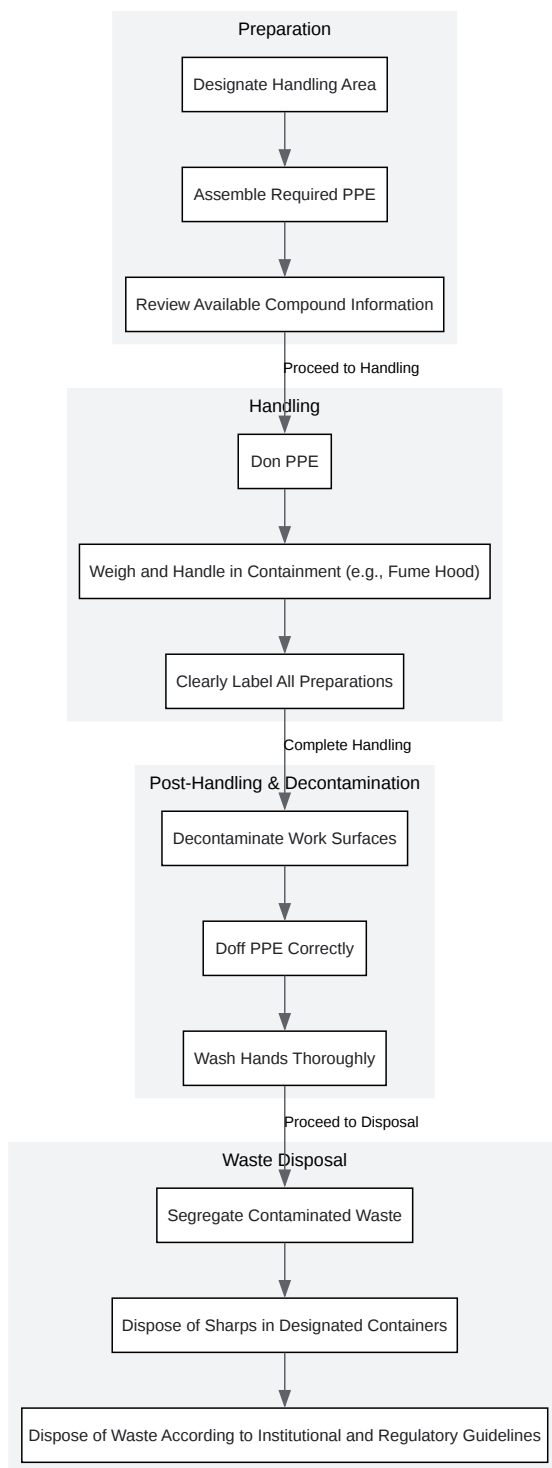 Preparation
Designate Handling Area
Assemble Required PPE
Review Available Compound Information
Proceed to Handling
Handling
Don PPE
Weigh and Handle in Containment (e.g., Fume Hood)
Clearly Label All Preparations
Complete Handling
Post-Handling & Decontamination
Decontaminate Work Surfaces
Doff PPE Correctly
Wash Hands Thoroughly
Proceed to Disposal
Waste Disposal
Segregate Contaminated Waste
Dispose of Sharps in Designated Containers
Dispose of Waste According to Institutional and Regulatory Guidelines